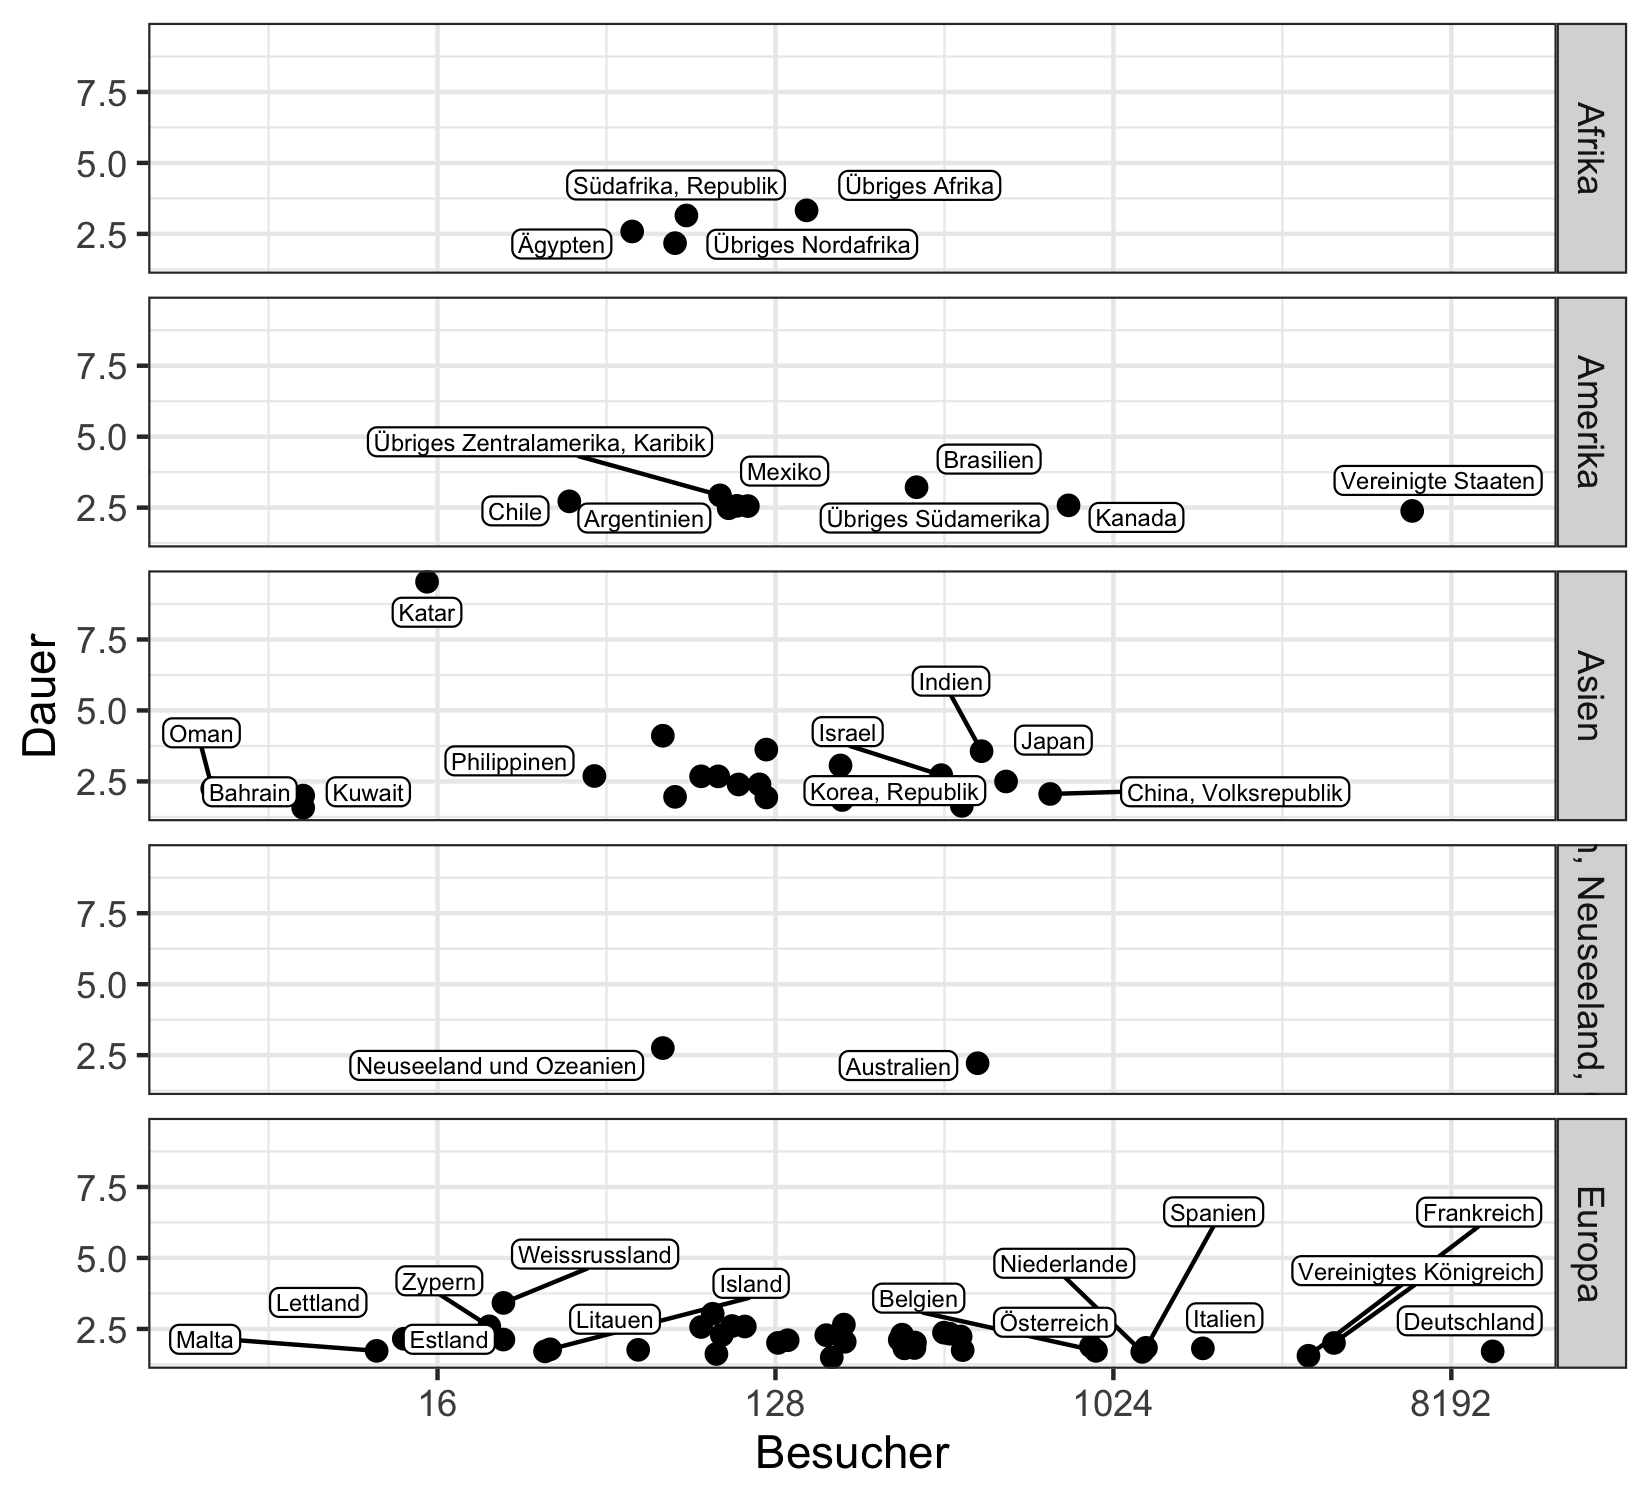 7.5
5.0
2.5
Südafrika, Republik
Übriges Afrika
Ägypten
Übriges Nordafrika
Afrika
7.5
5.0
2.5
Übriges Zentralamerika, Karibik
Mexiko
Brasilien
Vereinigte Staaten
Chile
Argentinien
Übriges Südamerika
Kanada
Amerika
Dauer
7.5
5.0
2.5
Katar
Indien
Oman
Israel
Japan
Philippinen
Bahrain
Kuwait
Korea, Republik
China, Volksrepublik
Asien
7.5
5.0
2.5
Neuseeland und Ozeanien
Australien
, Neuseeland,
7.5
5.0
2.5
Spanien
Frankreich
Weissrussland
Niederlande
Vereinigtes Königreich
Zypern
Island
Lettland
Belgien
Litauen
Österreich
Italien
Deutschland
Malta
Estland
Europa
16
128
1024
8192
Besucher